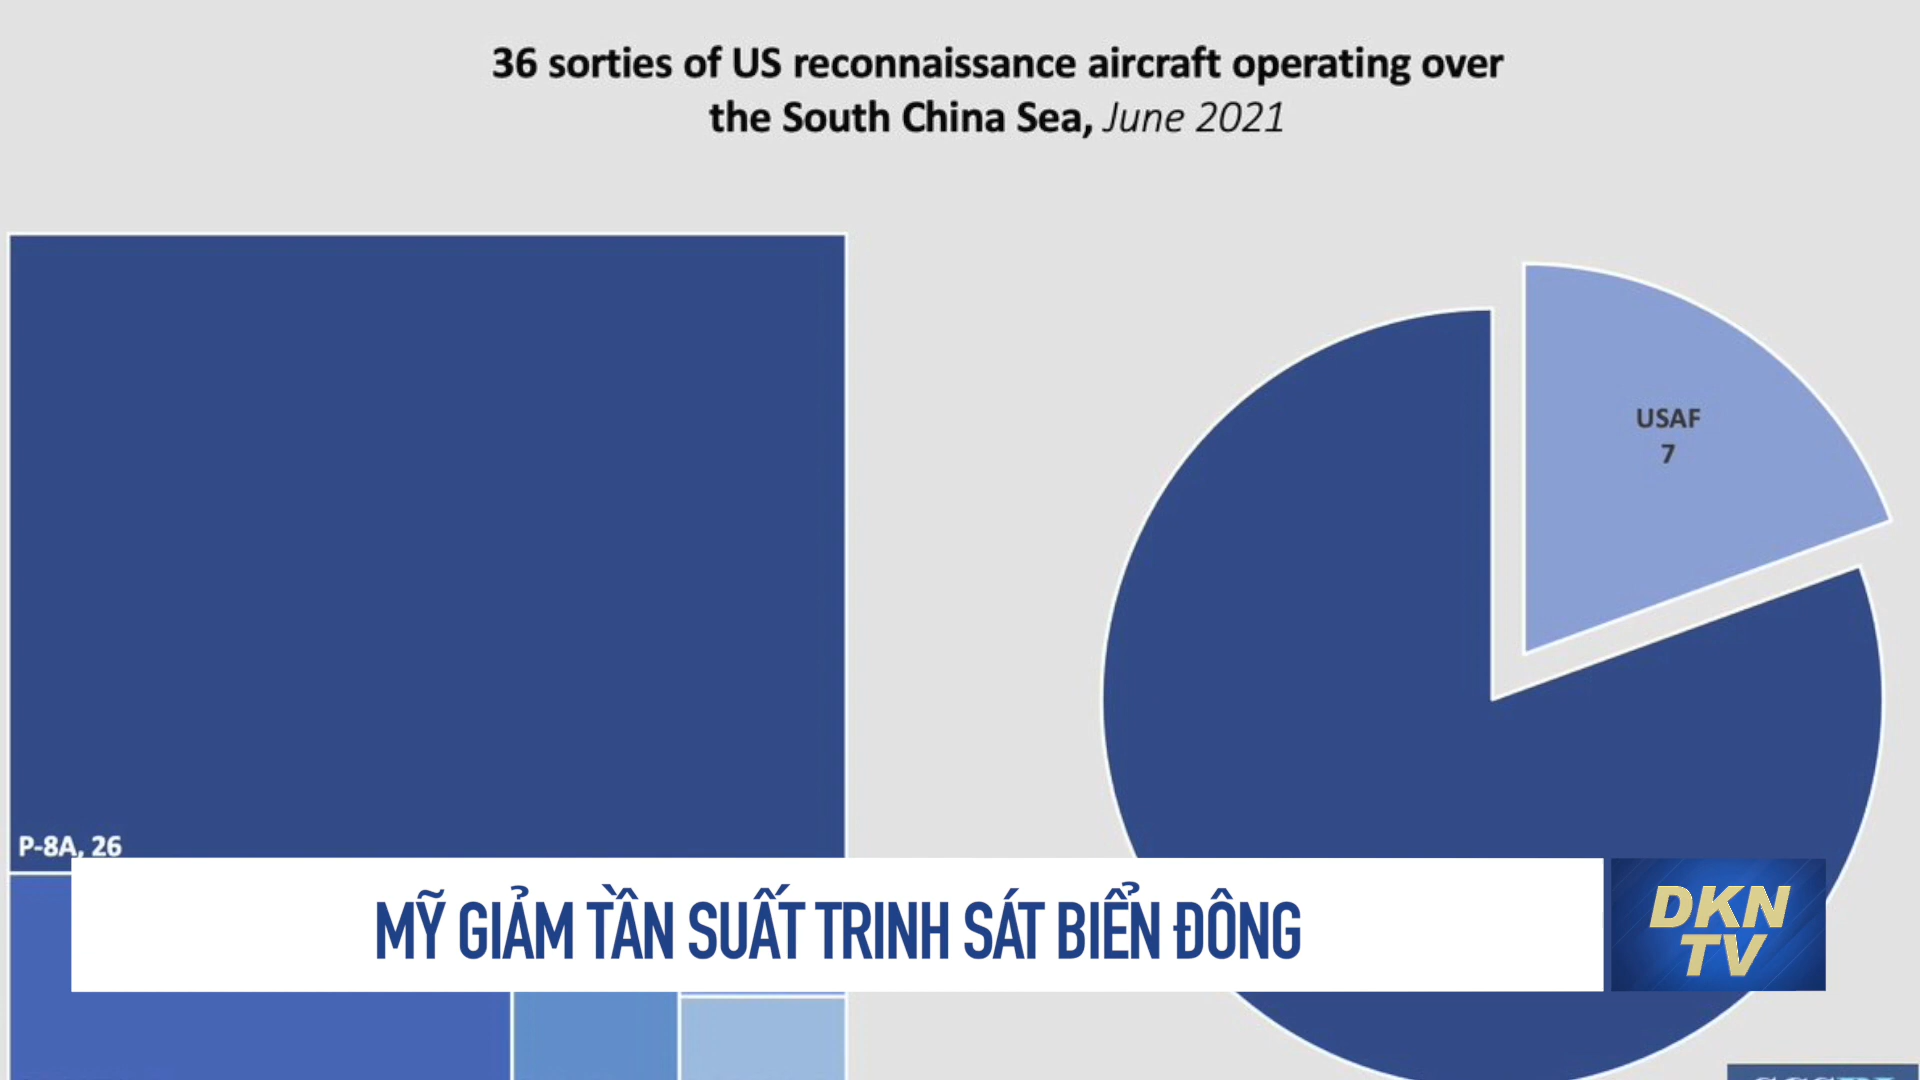 36 sorties of US reconnaissance aircraft operating over
the South China Sea, June 2021
USAF
7
P-8A, 26
MỸ GIẢM TẦN SUẤT TRINH SÁT BIỂN ĐÔNG
DKN
TV